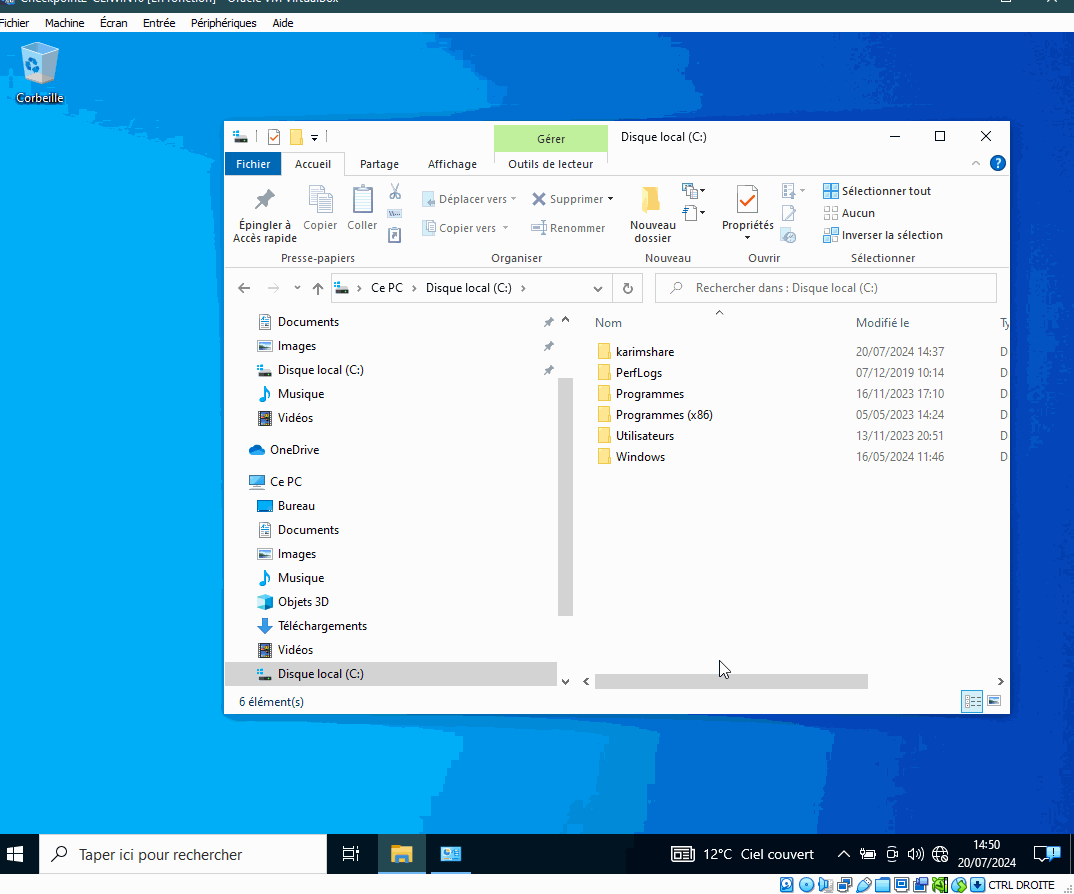 Fichier Machine Écran Entrée Périphériques Aide
Corbeille
Gérer Disque local (C:)
Fichier Accueil Partage Affichage Outils de lecteur
Épingler à Accès rapide
Copier
Coller
Déplacer vers
Copier vers
Supprimer
Renommer
Nouveau dossier
Propriétés
Sélectionner tout
Aucun
Inverser la sélection
Presse-papiers Organiser Nouveau Ouvrir Sélectionner
Ce PC > Disque local (C:) >
Rechercher dans : Disque local (C:)
Documents
Images
Disque local (C:)
Musique
Vidéos
OneDrive
Ce PC
Bureau
Documents
Images
Musique
Objets 3D
Téléchargements
Vidéos
Disque local (C:)
Nom Modifié le Ty
karimshare 20/07/2024 14:37 D
PerfLogs 07/12/2019 10:14 D
Programmes 16/11/2023 17:10 D
Programmes (x86) 05/05/2023 14:24 D
Utilisateurs 13/11/2023 20:51 D
Windows 16/05/2024 11:46 D
6 élément(s)
Taper ici pour rechercher
12°C Ciel couvert
14:50
20/07/2024
CTRL DROITE